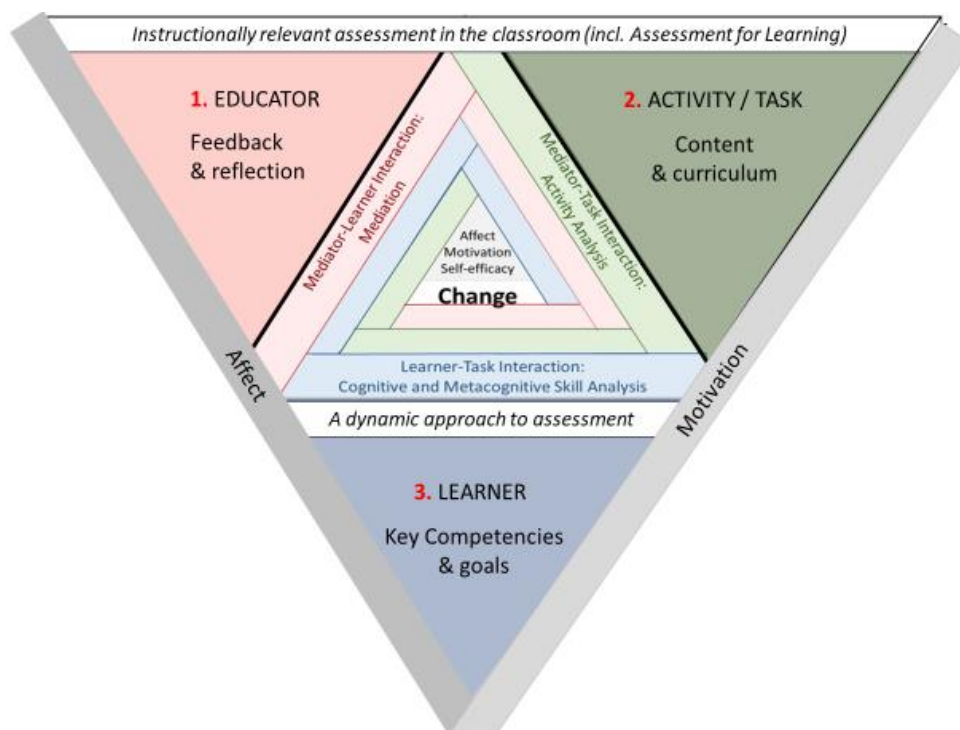 Instructionally relevant assessment in the classroom (incl. Assessment for Learning)
1. EDUCATOR
Feedback
& reflection
2. ACTIVITY / TASK
Content
& curriculum
Mediator-Learner Interaction:
Mediation
Mediator-Task Interaction:
Activity Analysis
Affect
Motivation
Self-efficacy
Change
Learner-Task Interaction:
Cognitive and Metacognitive Skill Analysis
A dynamic approach to assessment
Affect
Motivation
3. LEARNER
Key Competencies
& goals